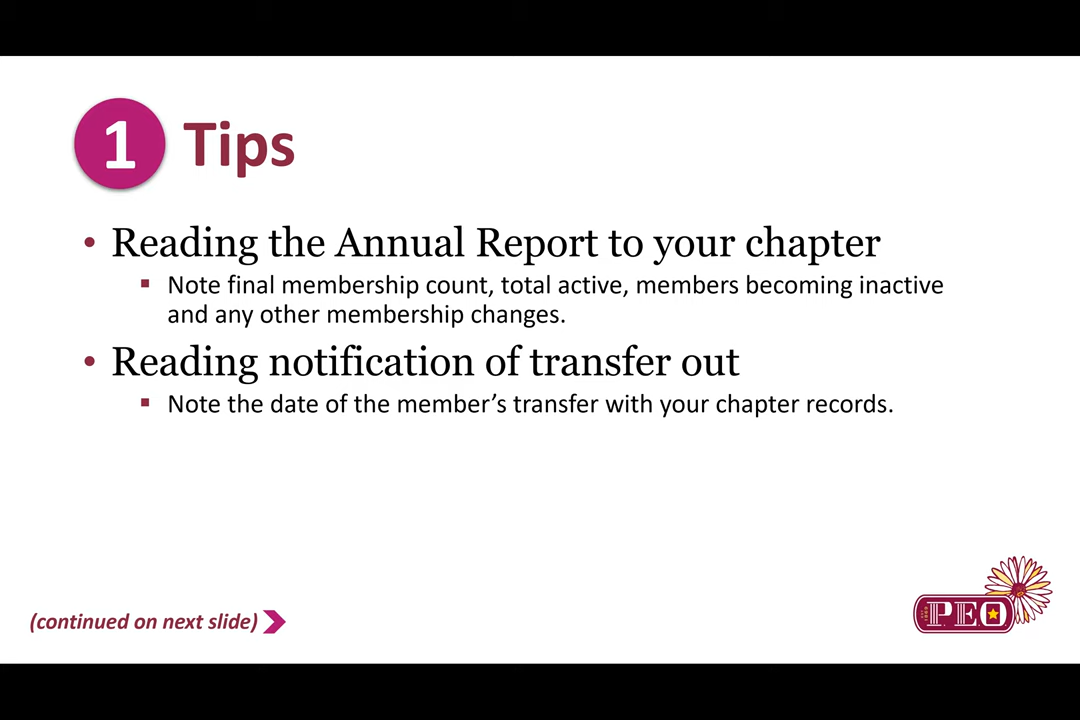 1 Tips
• Reading the Annual Report to your chapter
▪ Note final membership count, total active, members becoming inactive
and any other membership changes.
• Reading notification of transfer out
▪ Note the date of the member’s transfer with your chapter records.
(continued on next slide)
PEO